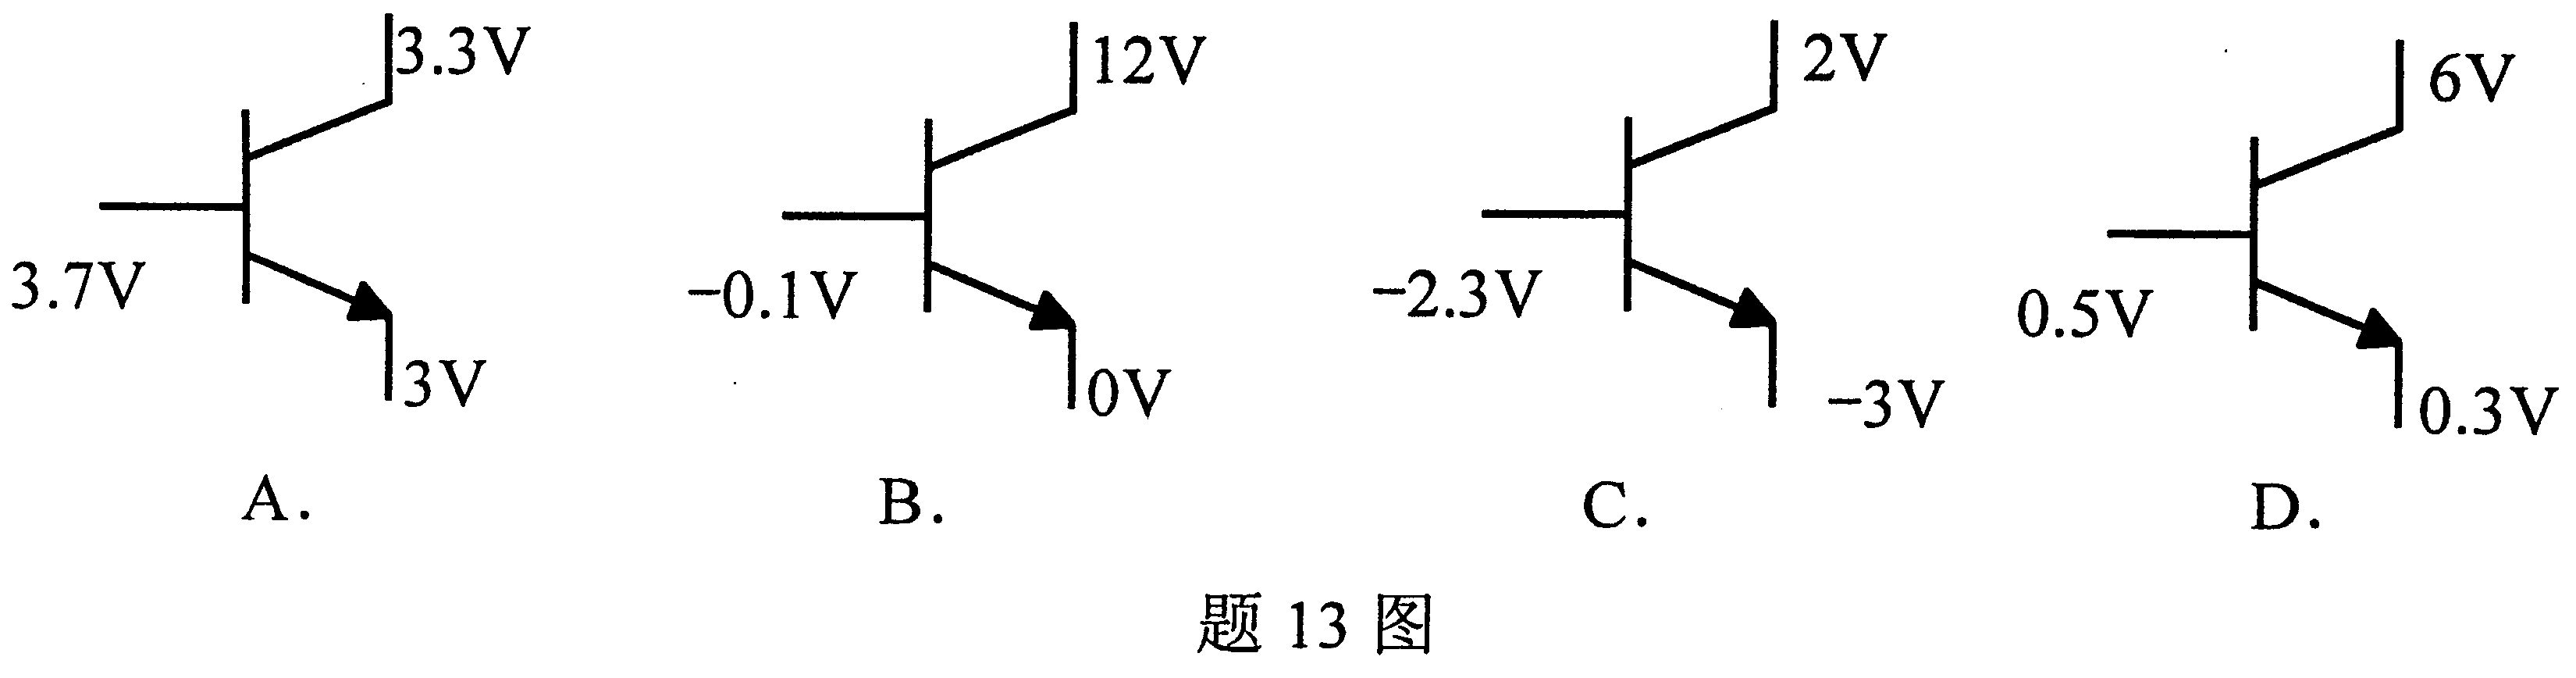 3.3V 12V 2V 6V
3.7V -0.1V -2.3V 0.5V
3V 0V -3V 0.3V
A. B. C. D.
题 13 图